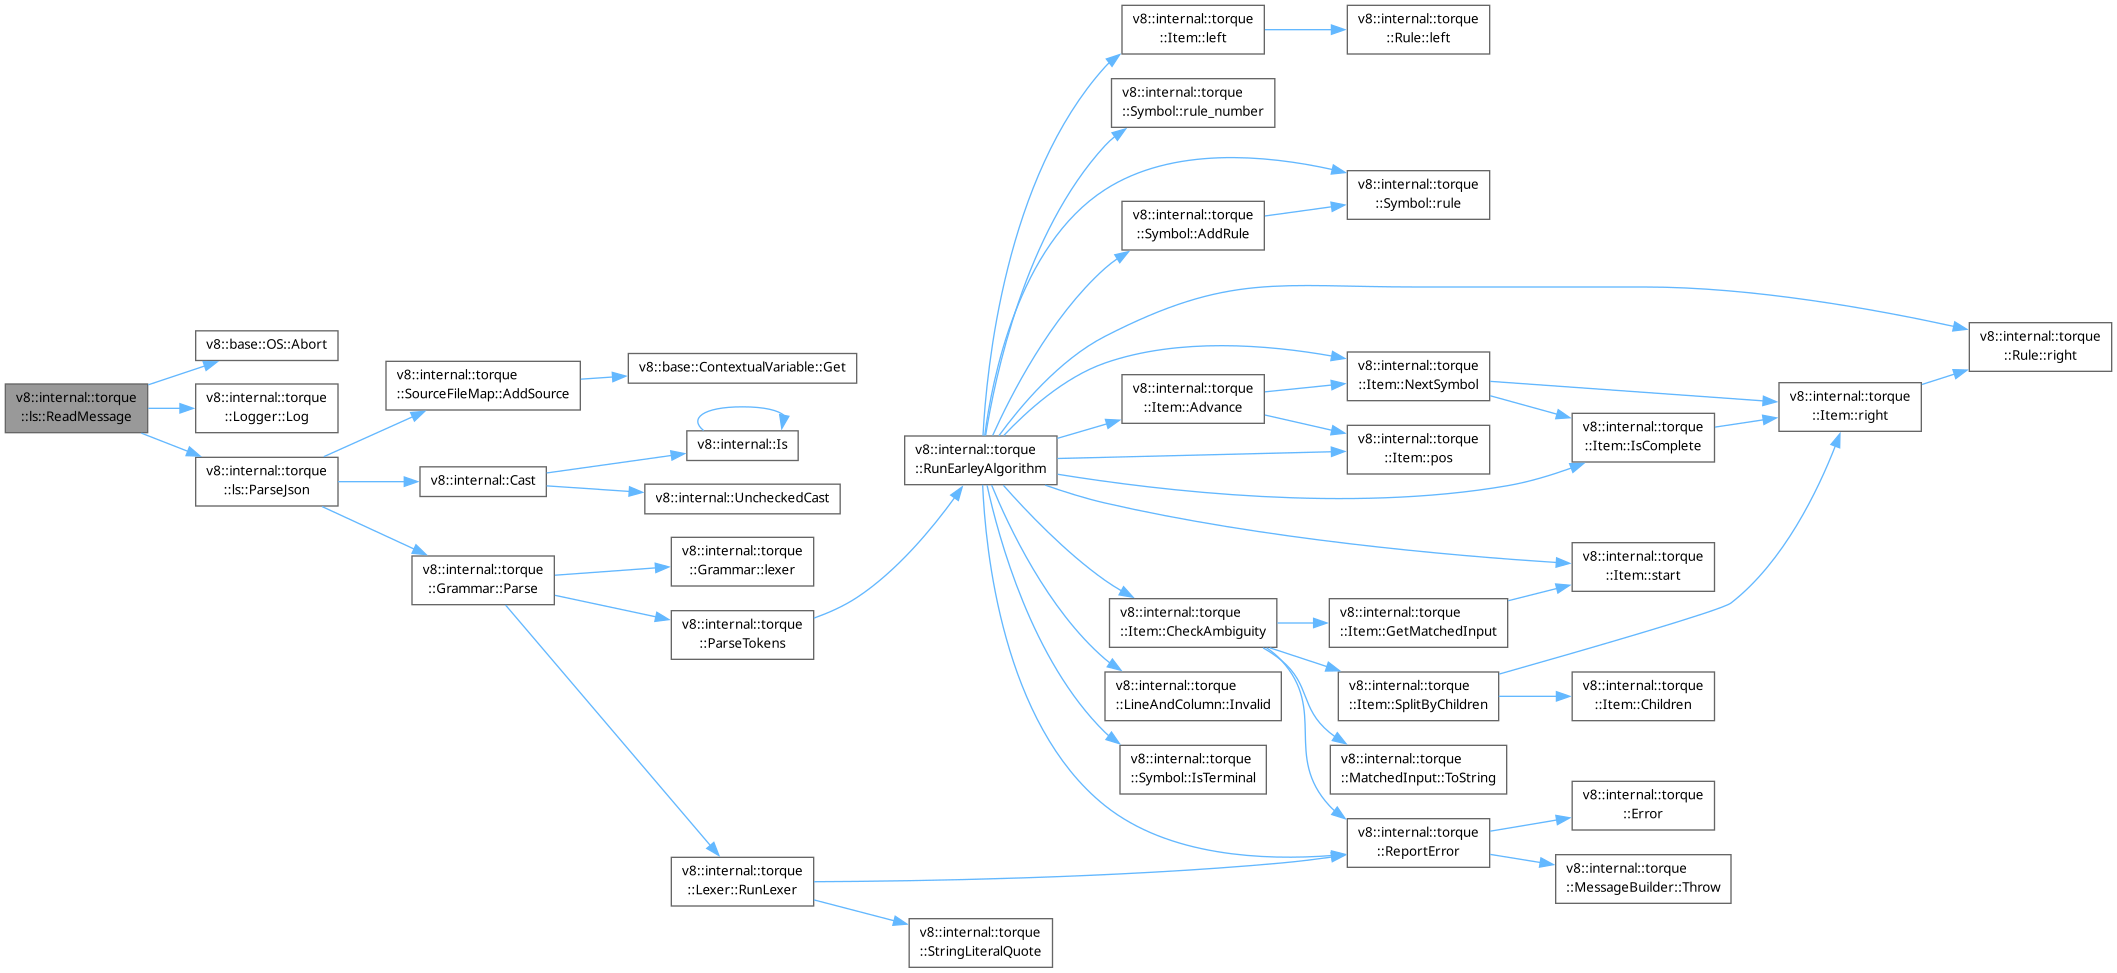 v8::internal::torque
::ls::ReadMessage
v8::base::OS::Abort
v8::internal::torque
::Logger::Log
v8::internal::torque
::ls::ParseJson
v8::internal::torque
::SourceFileMap::AddSource
v8::base::ContextualVariable::Get
v8::internal::Cast
v8::internal::Is
v8::internal::UncheckedCast
v8::internal::torque
::Grammar::Parse
v8::internal::torque
::Grammar::lexer
v8::internal::torque
::ParseTokens
v8::internal::torque
::Lexer::RunLexer
v8::internal::torque
::StringLiteralQuote
v8::internal::torque
::RunEarleyAlgorithm
v8::internal::torque
::Item::left
v8::internal::torque
::Rule::left
v8::internal::torque
::Symbol::rule_number
v8::internal::torque
::Symbol::rule
v8::internal::torque
::Symbol::AddRule
v8::internal::torque
::Rule::right
v8::internal::torque
::Item::NextSymbol
v8::internal::torque
::Item::Advance
v8::internal::torque
::Item::right
v8::internal::torque
::Item::IsComplete
v8::internal::torque
::Item::pos
v8::internal::torque
::Item::start
v8::internal::torque
::Item::CheckAmbiguity
v8::internal::torque
::Item::GetMatchedInput
v8::internal::torque
::Item::SplitByChildren
v8::internal::torque
::Item::Children
v8::internal::torque
::LineAndColumn::Invalid
v8::internal::torque
::Symbol::IsTerminal
v8::internal::torque
::MatchedInput::ToString
v8::internal::torque
::ReportError
v8::internal::torque
::Error
v8::internal::torque
::MessageBuilder::Throw